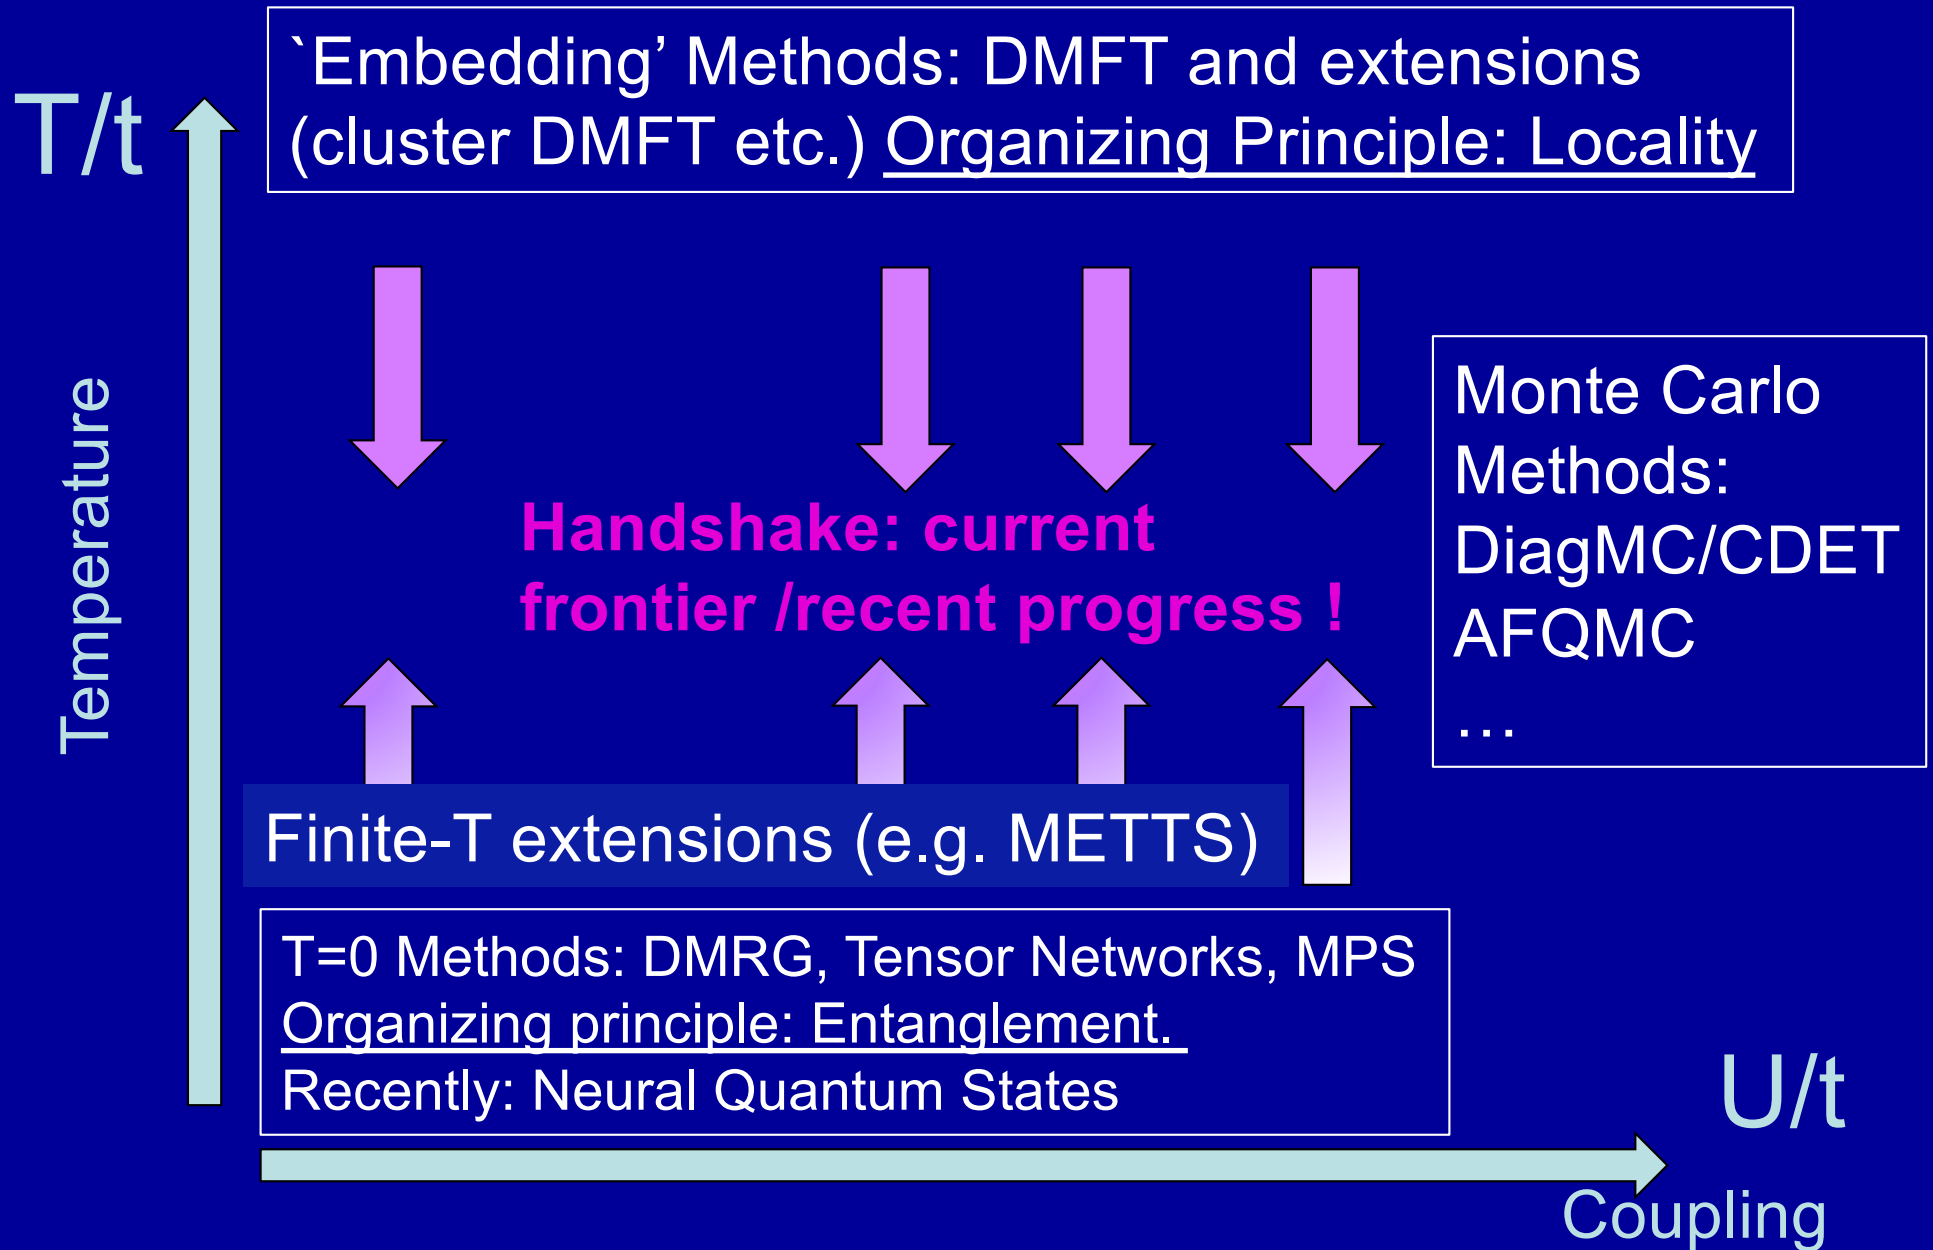 T/t
`Embedding’ Methods: DMFT and extensions
(cluster DMFT etc.) Organizing Principle: Locality
Temperature
Handshake: current
frontier /recent progress !
Monte Carlo
Methods:
DiagMC/CDET
AFQMC
…
Finite-T extensions (e.g. METTS)
T=0 Methods: DMRG, Tensor Networks, MPS
Organizing principle: Entanglement.
Recently: Neural Quantum States
U/t
Coupling